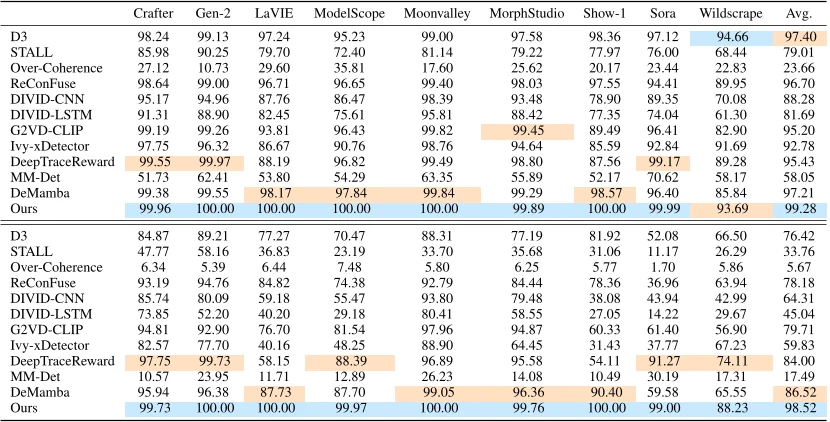 Crafter Gen-2 LaVIE ModelScope Moonvalley MorphStudio Show-1 Sora Wildscrape Avg.
D3 98.24 99.13 97.24 95.23 99.00 97.58 98.36 97.12 94.66 97.40
STALL 85.98 90.25 79.70 72.40 81.14 79.22 77.97 76.00 68.44 79.01
Over-Coherence 27.12 10.73 29.60 35.81 17.60 25.62 20.17 23.44 22.83 23.66
ReConFuse 98.64 99.00 96.71 96.65 99.40 98.03 97.55 94.41 89.95 96.70
DIVID-CNN 95.17 94.96 87.76 86.47 98.39 93.48 78.90 89.35 70.08 88.28
DIVID-LSTM 91.31 88.90 82.45 75.61 95.81 88.42 77.35 74.04 61.30 81.69
G2VD-CLIP 99.19 99.26 93.81 96.43 99.82 99.45 89.49 96.41 82.90 95.20
Ivy-xDetector 97.75 96.32 86.67 90.76 98.76 94.64 85.59 92.84 91.69 92.78
DeepTraceReward 99.55 99.97 88.19 96.82 99.49 98.80 87.56 99.17 89.28 95.43
MM-Det 51.73 62.41 53.80 54.29 63.35 55.89 52.17 70.62 58.17 58.05
DeMamba 99.38 99.55 98.17 97.84 99.84 99.29 98.57 96.40 85.84 97.21
Ours 99.96 100.00 100.00 100.00 100.00 99.89 100.00 99.99 93.69 99.28
D3 84.87 89.21 77.27 70.47 88.31 77.19 81.92 52.08 66.50 76.42
STALL 47.77 58.16 36.83 23.19 33.70 35.68 31.06 11.17 26.29 33.76
Over-Coherence 6.34 5.39 6.44 7.48 5.80 6.25 5.77 1.70 5.86 5.67
ReConFuse 93.19 94.76 84.82 74.38 92.79 84.44 78.36 36.96 63.94 78.18
DIVID-CNN 85.74 80.09 59.18 55.47 93.80 79.48 38.08 43.94 42.99 64.31
DIVID-LSTM 73.85 52.20 40.20 29.18 80.41 58.55 27.05 14.22 29.67 45.04
G2VD-CLIP 94.81 92.90 76.70 81.54 97.96 94.87 60.33 61.40 56.90 79.71
Ivy-xDetector 82.57 77.70 40.16 48.25 88.90 64.45 31.43 37.77 67.23 59.83
DeepTraceReward 97.75 99.73 58.15 88.39 96.89 95.58 54.11 91.27 74.11 84.00
MM-Det 10.57 23.95 11.71 12.89 26.23 14.08 10.49 30.19 17.31 17.49
DeMamba 95.94 96.38 87.73 87.70 99.05 96.36 90.40 59.58 65.55 86.52
Ours 99.73 100.00 100.00 99.97 100.00 99.76 100.00 99.00 88.23 98.52